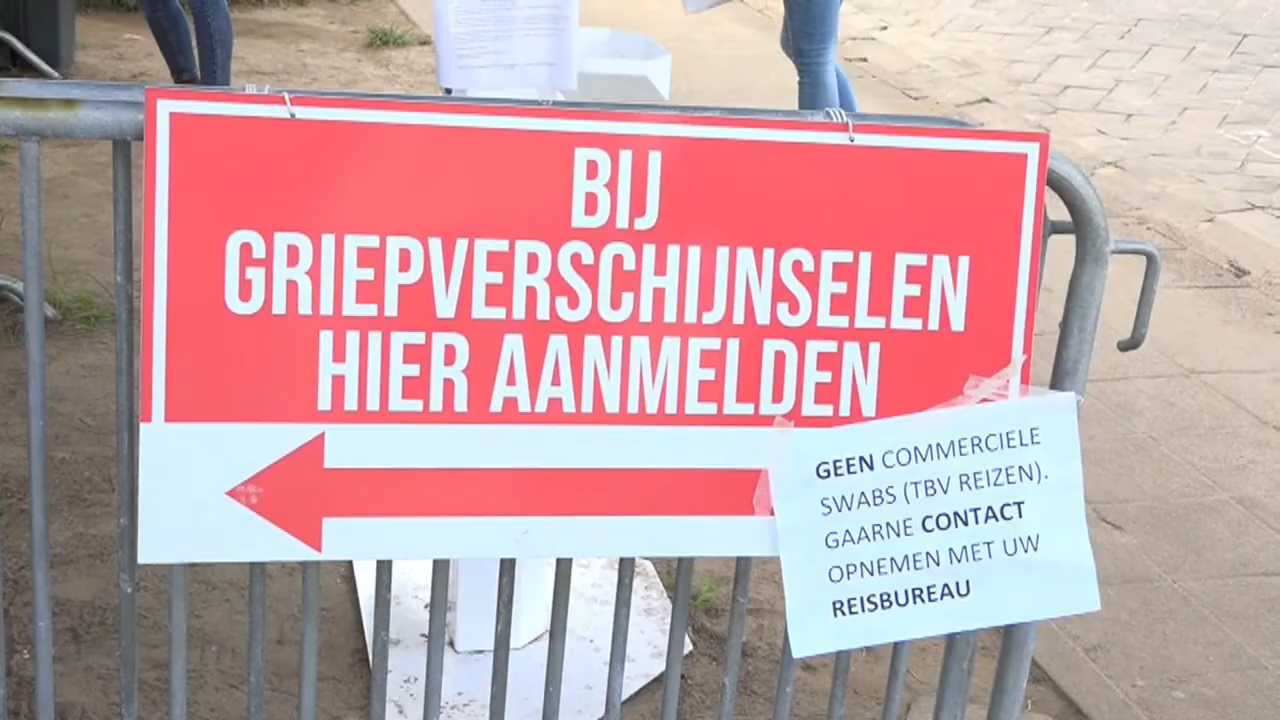 BIJ
GRIEPVERSCHIJNSELEN
HIER AANMELDEN
GEEN COMMERCIELE
SWABS (TBV REIZEN).
GAARNE CONTACT
OPNEMEN MET UW
REISBUREAU